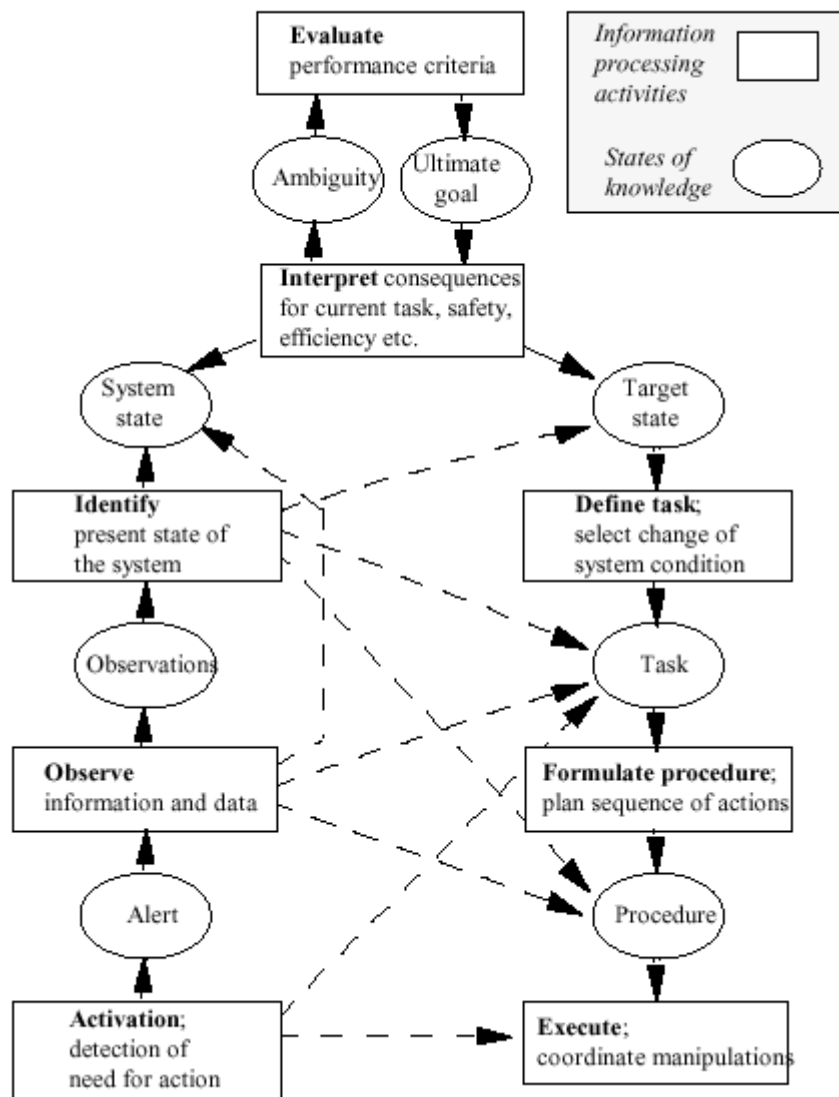 Evaluate
performance criteria
Information
processing
activities
States of
knowledge
Ambiguity
Ultimate
goal
Interpret consequences
for current task, safety,
efficiency etc.
System
state
Target
state
Identify
present state of
the system
Define task;
select change of
system condition
Observations
Task
Observe
information and data
Formulate procedure;
plan sequence of actions
Alert
Procedure
Activation;
detection of
need for action
Execute;
coordinate manipulations